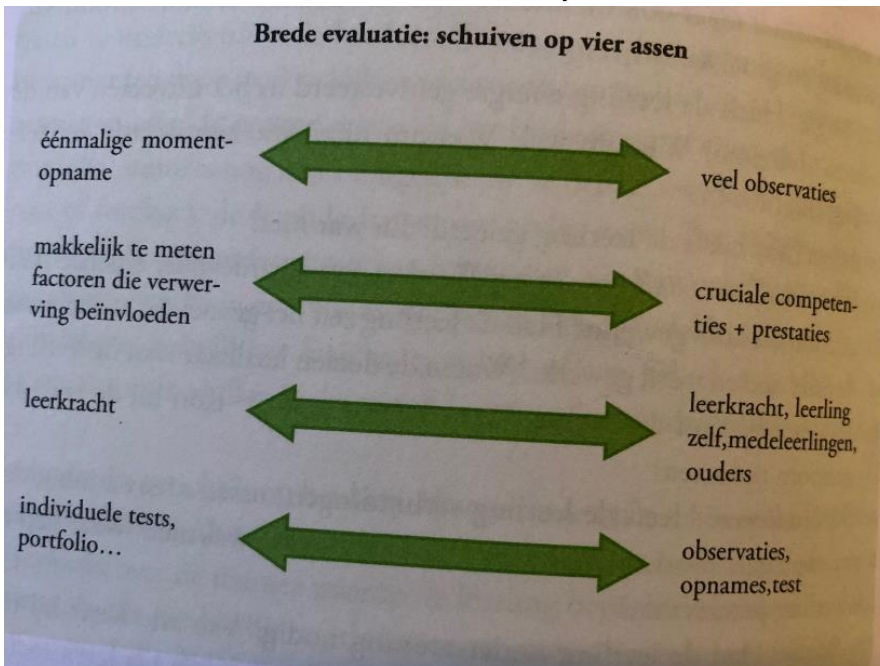 Brede evaluatie: schuiven op vier assen
éénmalige moment-
opname
veel observaties
makkelijk te meten
factoren die verwer-
ving beïnvloeden
cruciale competen-
ties + prestaties
leerkracht
leerkracht, leerling
zelf,medeleerlingen,
ouders
individuele tests,
portfolio…
observaties,
opnames,test